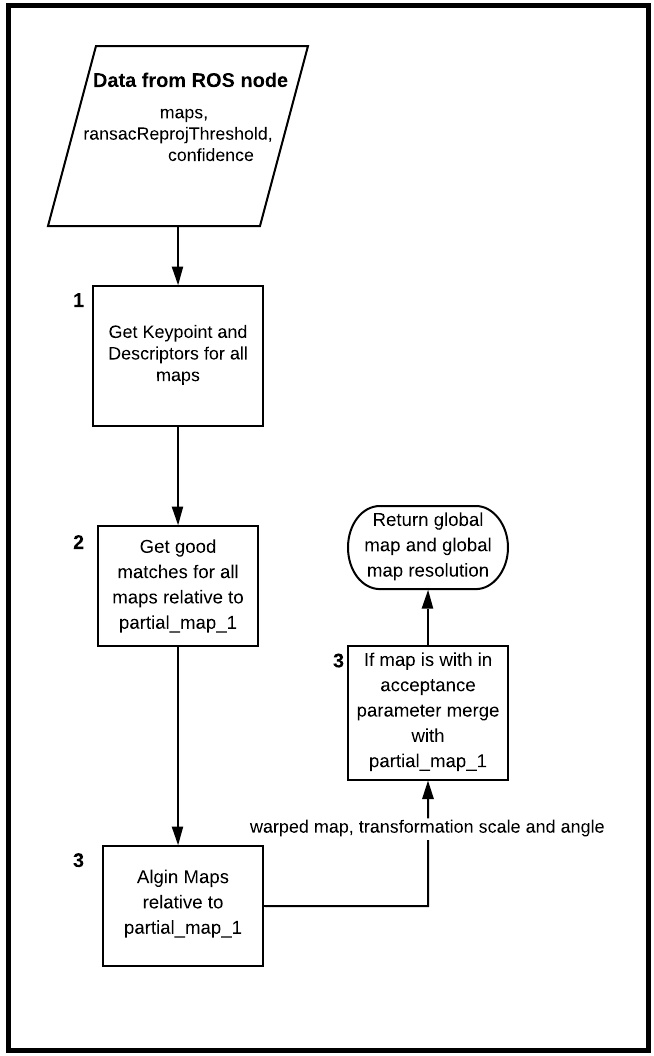 Data from ROS node
maps,
ransacReprojThreshold,
confidence
1
Get Keypoint and
Descriptors for all
maps
2
Get good
matches for all
maps relative to
partial_map_1
3
Algin Maps
relative to
partial_map_1
warped map, transformation scale and angle
3
If map is with in
acceptance
parameter merge
with
partial_map_1
Return global
map and global
map resolution